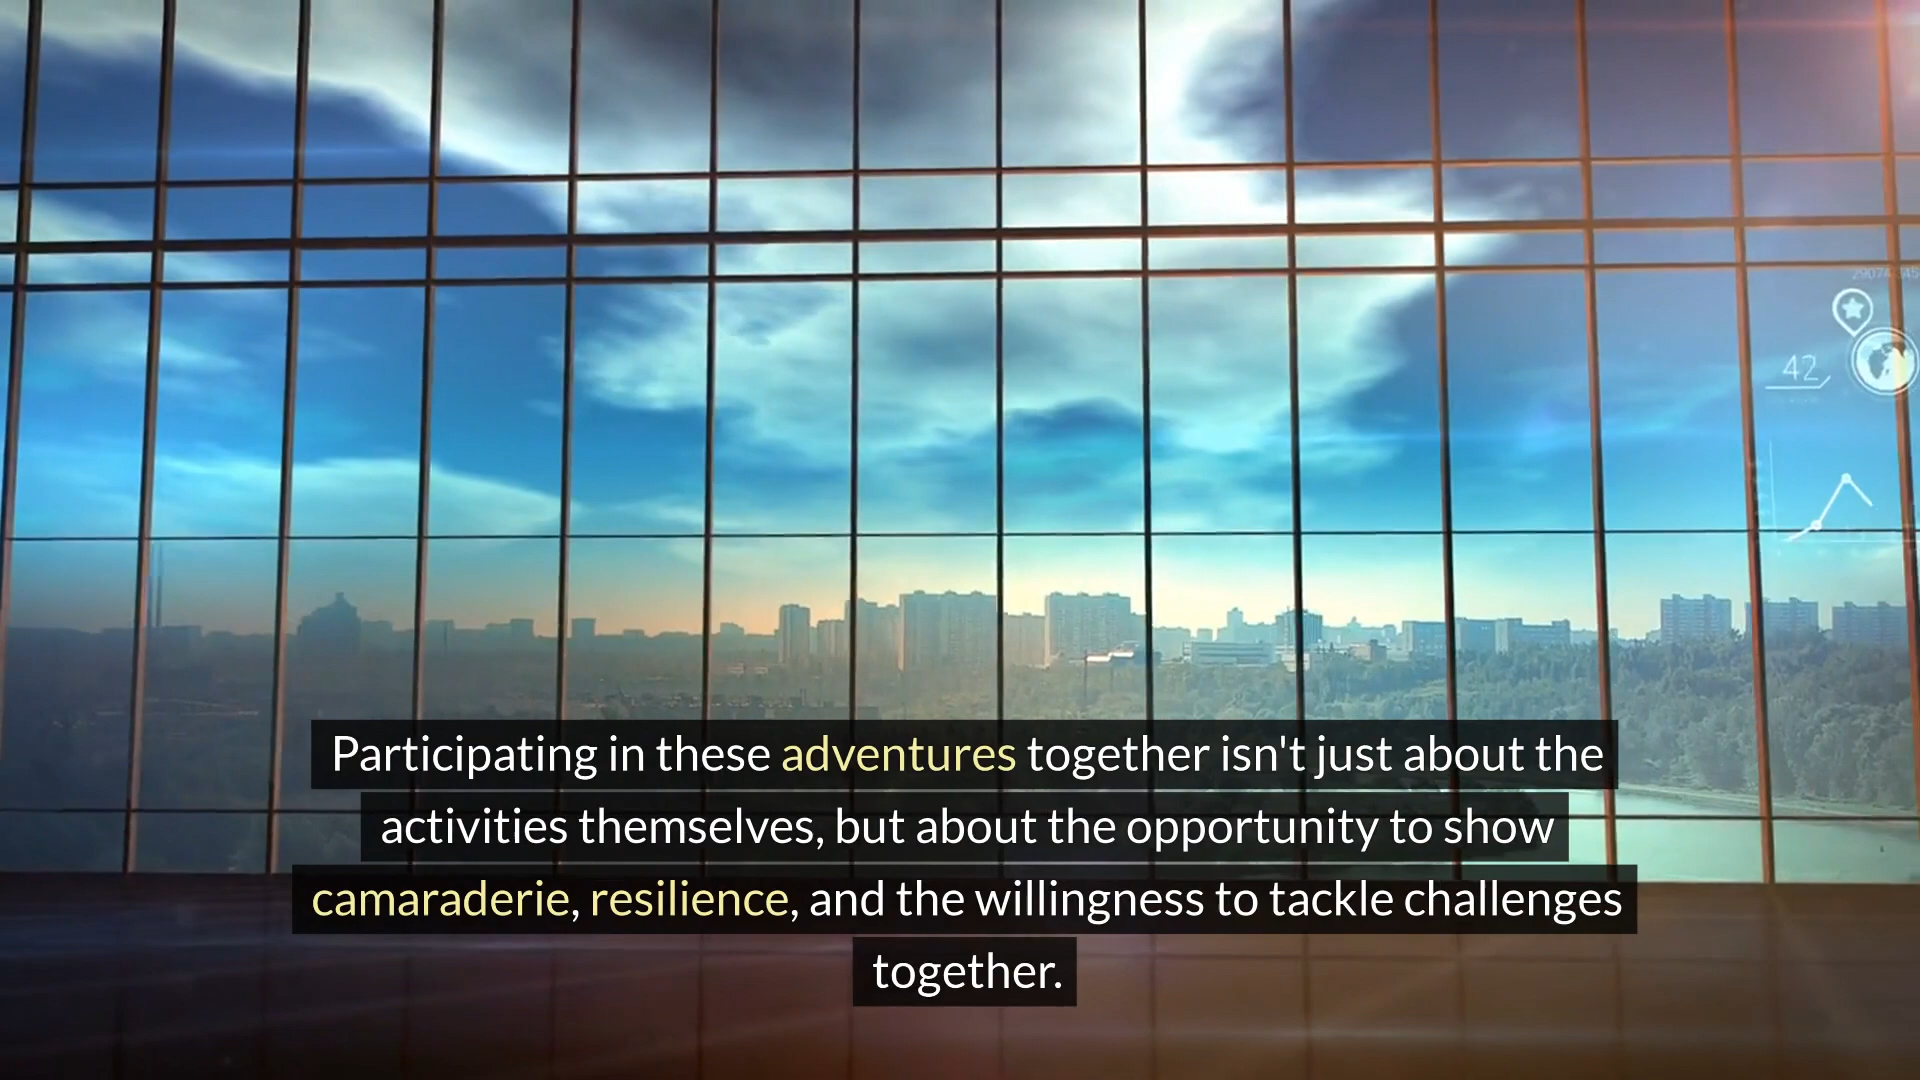 42
Participating in these adventures together isn't just about the
activities themselves, but about the opportunity to show
camaraderie, resilience, and the willingness to tackle challenges
together.